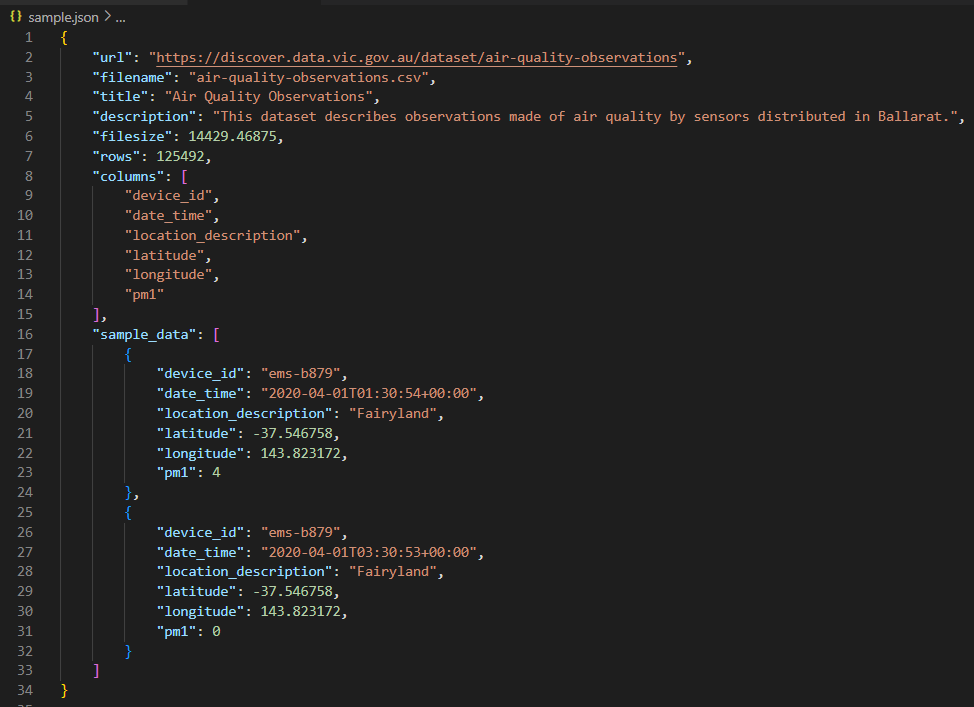 {} sample.json > ...
1 {
2     "url": "https://discover.data.vic.gov.au/dataset/air-quality-observations",
3     "filename": "air-quality-observations.csv",
4     "title": "Air Quality Observations",
5     "description": "This dataset describes observations made of air quality by sensors distributed in Ballarat.",
6     "filesize": 14429.46875,
7     "rows": 125492,
8     "columns": [
9         "device_id",
10         "date_time",
11         "location_description",
12         "latitude",
13         "longitude",
14         "pm1"
15     ],
16     "sample_data": [
17         {
18             "device_id": "ems-b879",
19             "date_time": "2020-04-01T01:30:54+00:00",
20             "location_description": "Fairyland",
21             "latitude": -37.546758,
22             "longitude": 143.823172,
23             "pm1": 4
24         },
25         {
26             "device_id": "ems-b879",
27             "date_time": "2020-04-01T03:30:53+00:00",
28             "location_description": "Fairyland",
29             "latitude": -37.546758,
30             "longitude": 143.823172,
31             "pm1": 0
32         }
33     ]
34 }